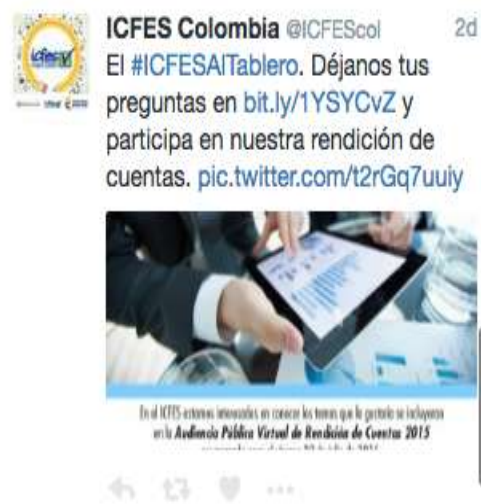 ICFES Colombia @ICFEScol 2d
El #ICFESAlTablero. Déjanos tus
preguntas en bit.ly/1YSYCvZ y
participa en nuestra rendición de
cuentas. pic.twitter.com/t2rGq7uuiy
icfes
En el ICFES estamos interesados en conocer los temas que le gustaría se incluyeran
en la Audiencia Pública Virtual de Rendición de Cuentas 2015